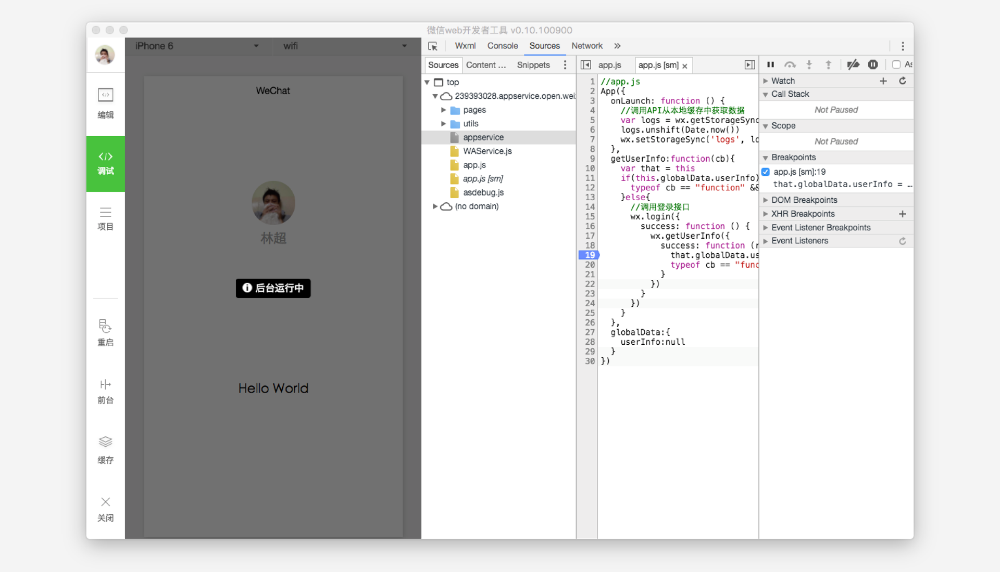 微信web开发者工具 v0.10.100900
iPhone 6
wifi
编辑
</>
调试
项目
重启
前台
缓存
关闭
WeChat
林超
后台运行中
Hello World
Wxml Console Sources Network »
Sources Content ... Snippets
top
239393028.appservice.open.wei
pages
utils
appservice
WAService.js
app.js
app.js [sm]
asdebug.js
(no domain)
app.js
app.js [sm] ×
1 //app.js
2 App({
3 onLaunch: function () {
4 //调用API从本地缓存中获取数据
5 var logs = wx.getStorageSync
6 logs.unshift(Date.now())
7 wx.setStorageSync('logs', lo
8 },
9 getUserInfo:function(cb){
10 var that = this
11 if(this.globalData.userInfo)
12 typeof cb == "function" &&
13 }else{
14 //调用登录接口
15 wx.login({
16 success: function () {
17 wx.getUserInfo({
18 success: function (r
19 that.globalData.us
20 typeof cb == "func
21 }
22 })
23 }
24 })
25 }
26 },
27 globalData:{
28 userInfo:null
29 }
30 })
As
Watch
Call Stack
Not Paused
Scope
Not Paused
Breakpoints
app.js [sm]:19
that.globalData.userInfo = …
DOM Breakpoints
XHR Breakpoints
Event Listener Breakpoints
Event Listeners